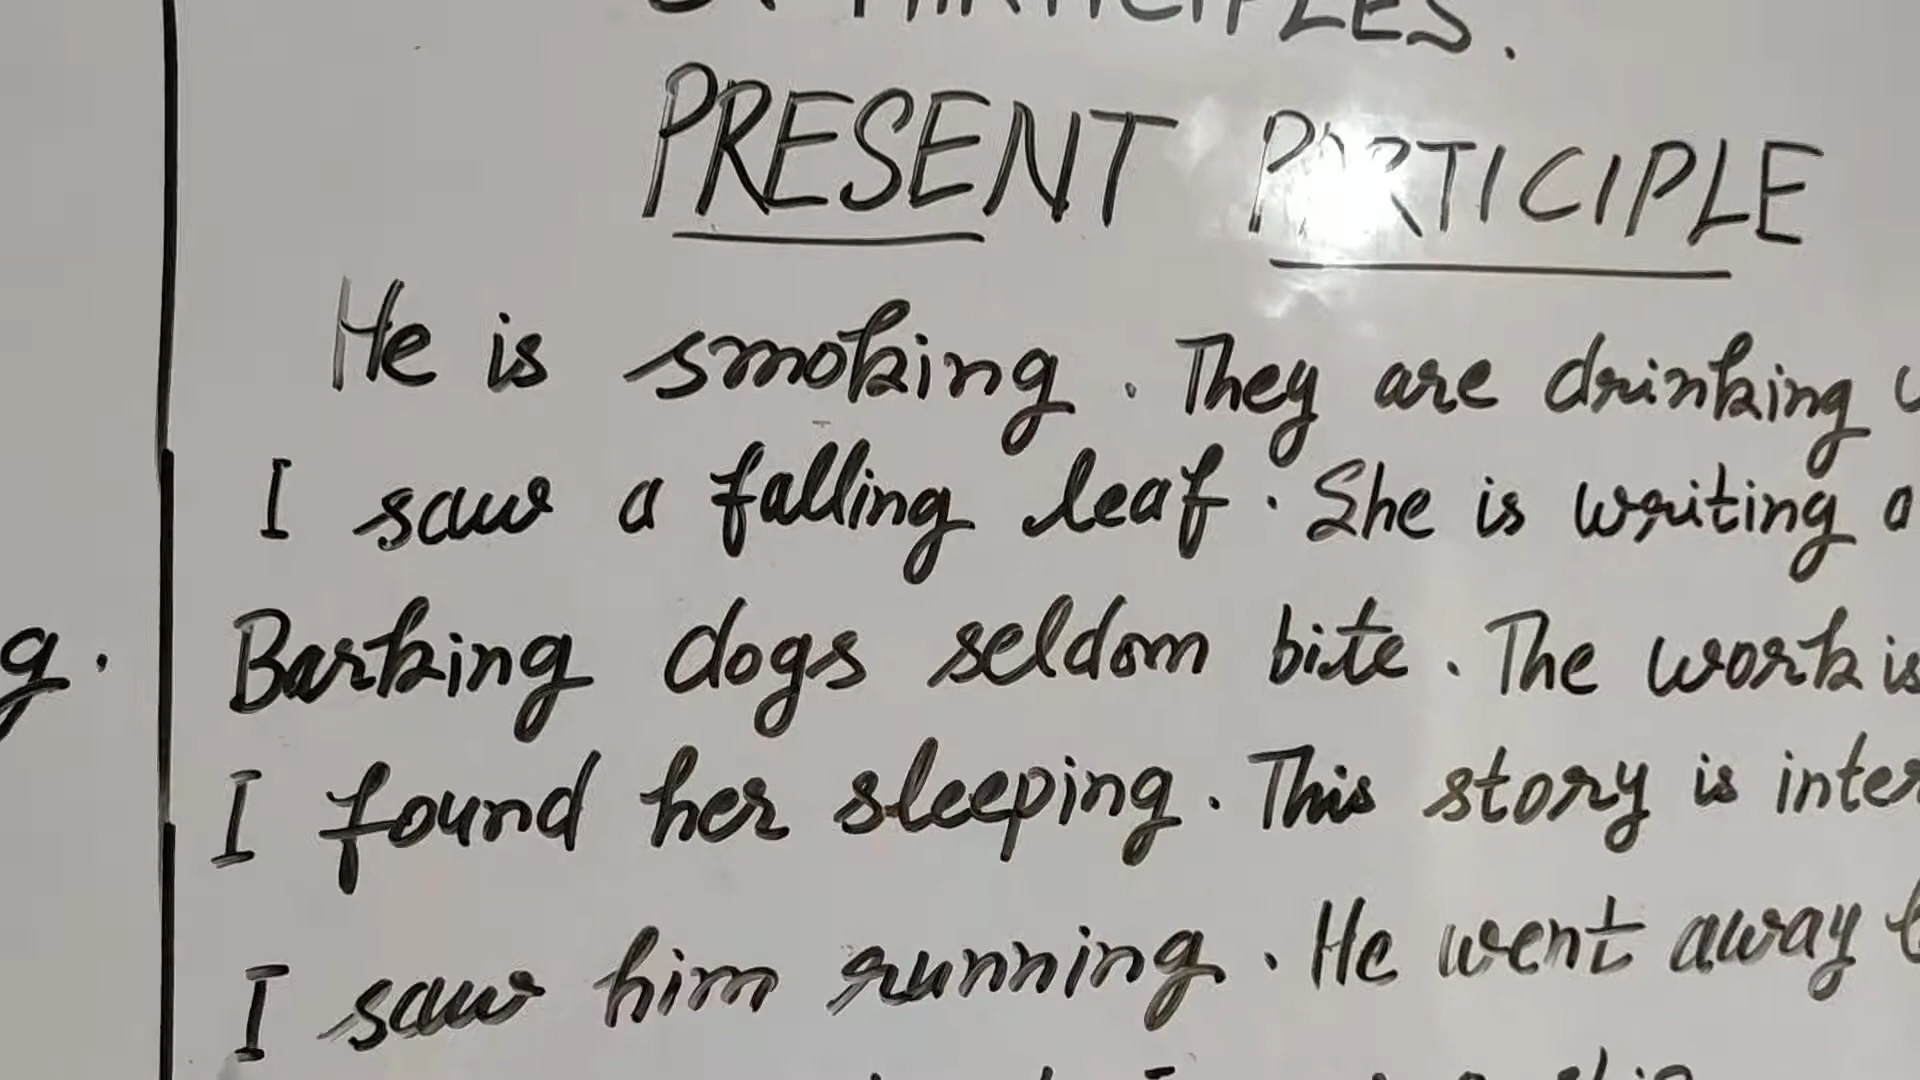 PARTICIPLES.
PRESENT PARTICIPLE
He is smoking. They are drinking
I saw a falling leaf. She is writing a
g. Barking dogs seldom bite. The work is
I found her sleeping. This story is inter
I saw him running. He went away